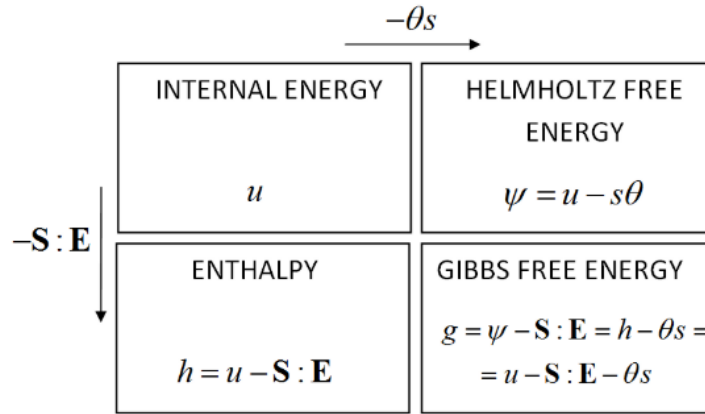 −θs
INTERNAL ENERGY
u
HELMHOLTZ FREE
ENERGY
ψ = u − sθ
−S : E
ENTHALPY
h = u − S : E
GIBBS FREE ENERGY
g = ψ − S : E = h − θs =
= u − S : E − θs